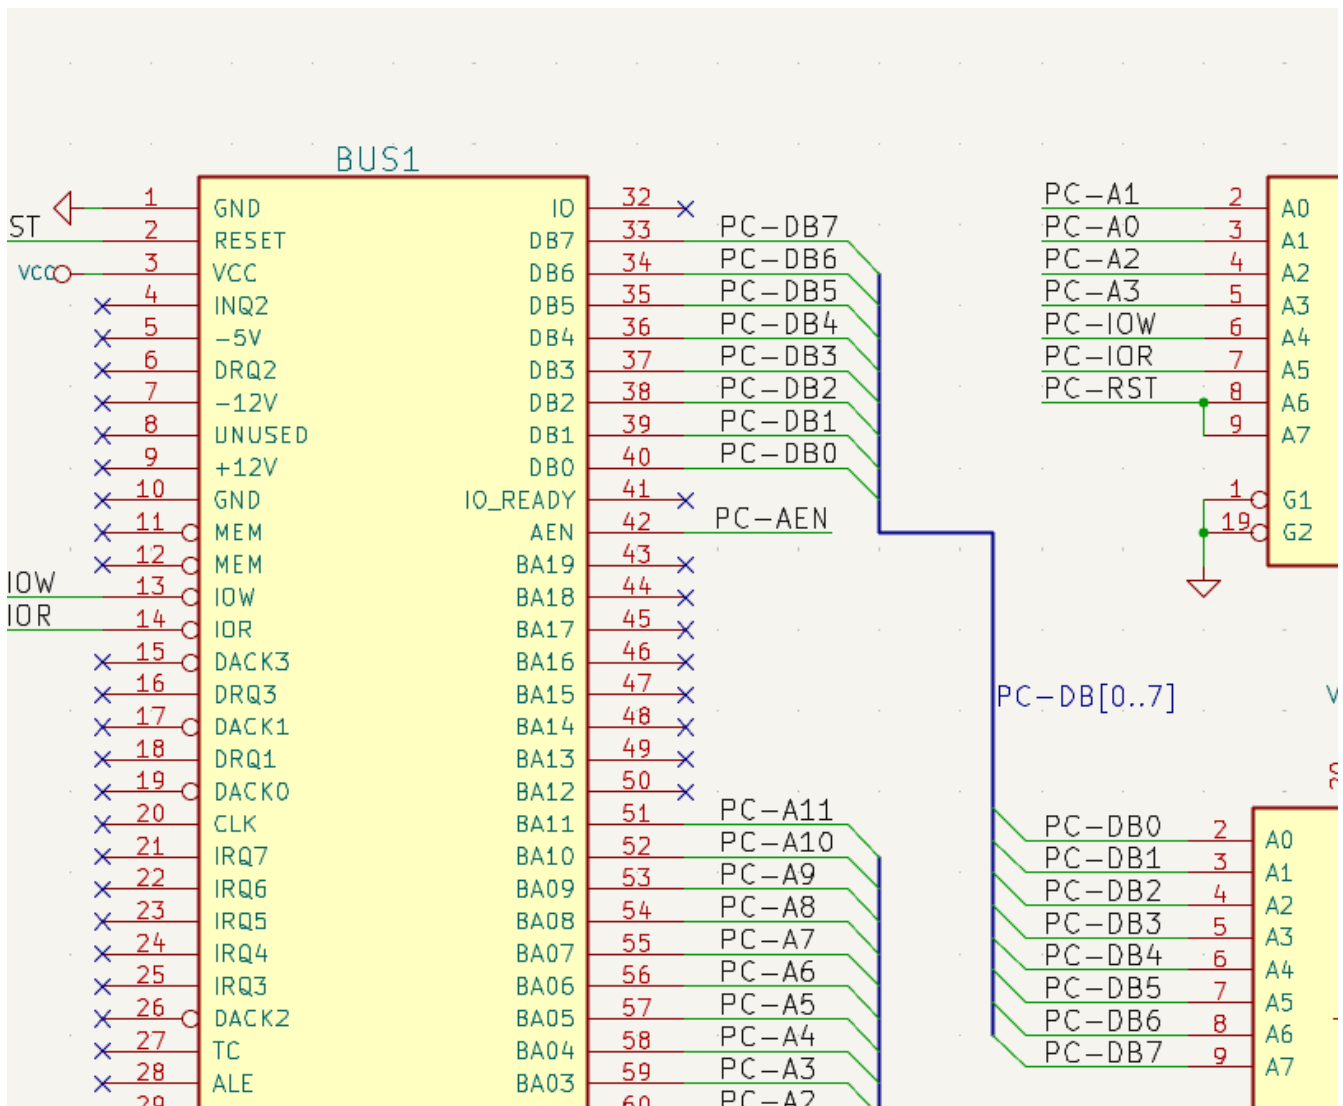 BUS1
1 GND IO 32
PC-A1 2 A0
ST 2 RESET DB7 33 PC-DB7
PC-A0 3 A1
VCC 3 VCC DB6 34 PC-DB6
PC-A2 4 A2
4 INQ2 DB5 35 PC-DB5
PC-A3 5 A3
5 -5V DB4 36 PC-DB4
PC-IOW 6 A4
6 DRQ2 DB3 37 PC-DB3
PC-IOR 7 A5
7 -12V DB2 38 PC-DB2
PC-RST 8 A6
8 UNUSED DB1 39 PC-DB1
9 A7
9 +12V DB0 40 PC-DB0
10 GND IO_READY 41
1 G1
11 MEM AEN 42 PC-AEN
19 G2
12 MEM BA19 43
IOW 13 IOW BA18 44
IOR 14 IOR BA17 45
15 DACK3 BA16 46
16 DRQ3 BA15 47
PC-DB[0..7]
17 DACK1 BA14 48
18 DRQ1 BA13 49
19 DACK0 BA12 50
20 CLK BA11 51 PC-A11
PC-DB0 2 A0
21 IRQ7 BA10 52 PC-A10
PC-DB1 3 A1
22 IRQ6 BA09 53 PC-A9
PC-DB2 4 A2
23 IRQ5 BA08 54 PC-A8
PC-DB3 5 A3
24 IRQ4 BA07 55 PC-A7
PC-DB4 6 A4
25 IRQ3 BA06 56 PC-A6
PC-DB5 7 A5
26 DACK2 BA05 57 PC-A5
PC-DB6 8 A6
27 TC BA04 58 PC-A4
PC-DB7 9 A7
28 ALE BA03 59 PC-A3
29 60 PC-A2